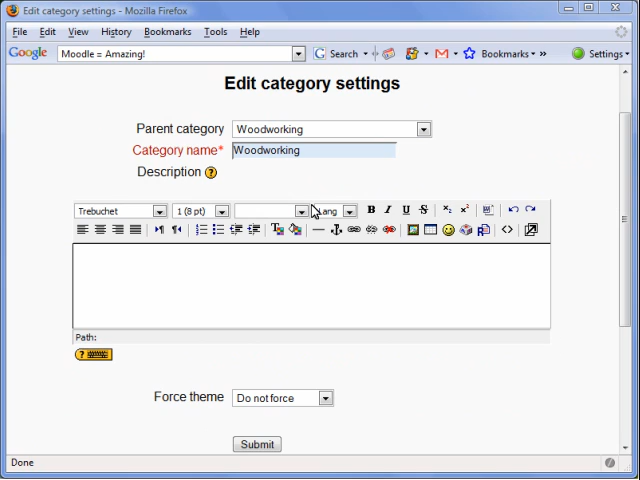 Edit category settings - Mozilla Firefox
File Edit View History Bookmarks Tools Help
Google Moodle = Amazing! G Search M Bookmarks » Settings
Edit category settings
Parent category Woodworking
Category name* Woodworking
Description ?
Trebuchet 1 (8 pt) Lang B I U S
Path:
?
Force theme Do not force
Submit
Done